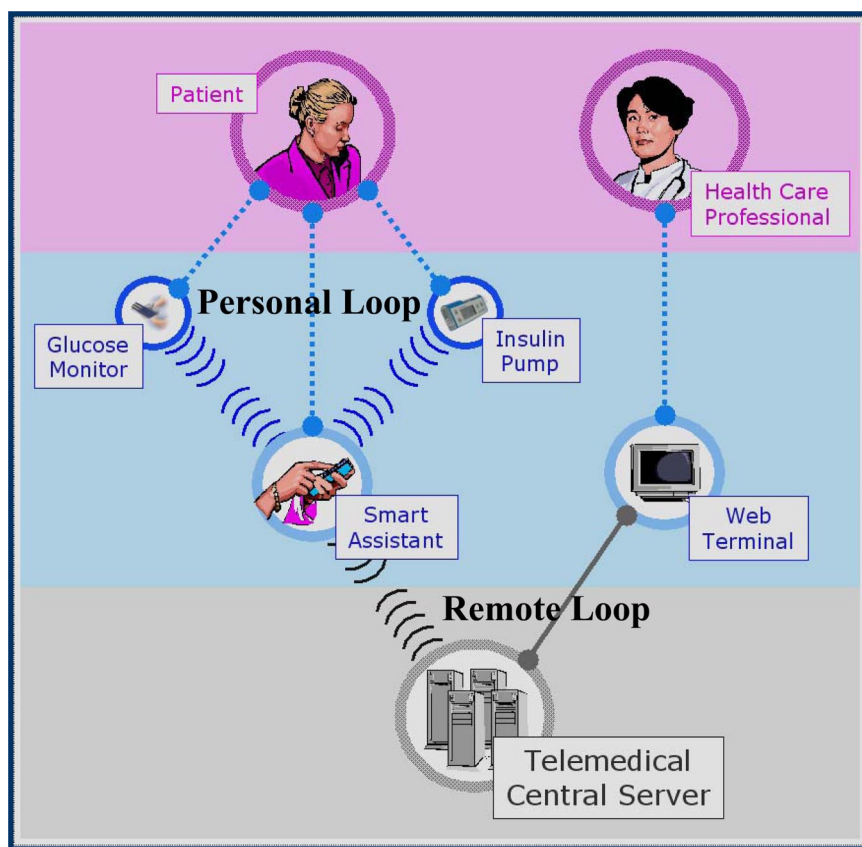 Patient
Health Care
Professional
Personal Loop
Glucose
Monitor
Insulin
Pump
Smart
Assistant
Web
Terminal
Remote Loop
Telemedical
Central Server